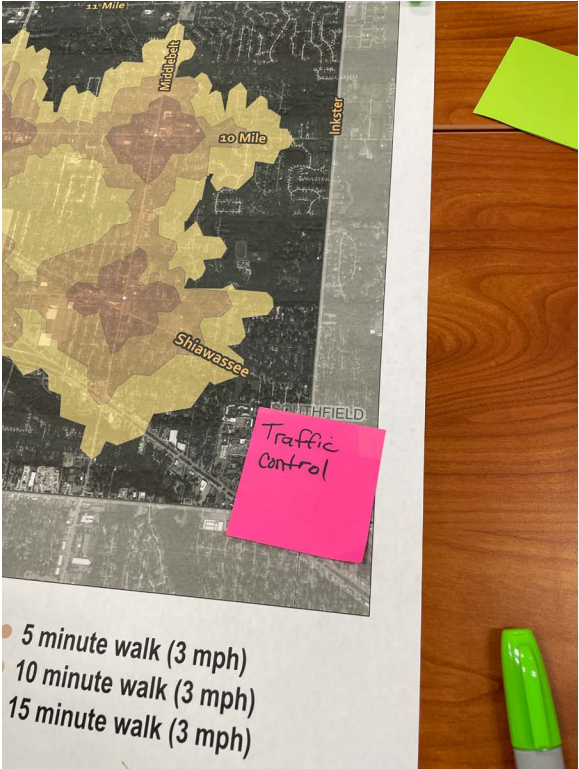 11 Mile
Middlebelt
10 Mile
Inkster
Shiawassee
SOUTHFIELD
Traffic
control
5 minute walk (3 mph)
10 minute walk (3 mph)
15 minute walk (3 mph)